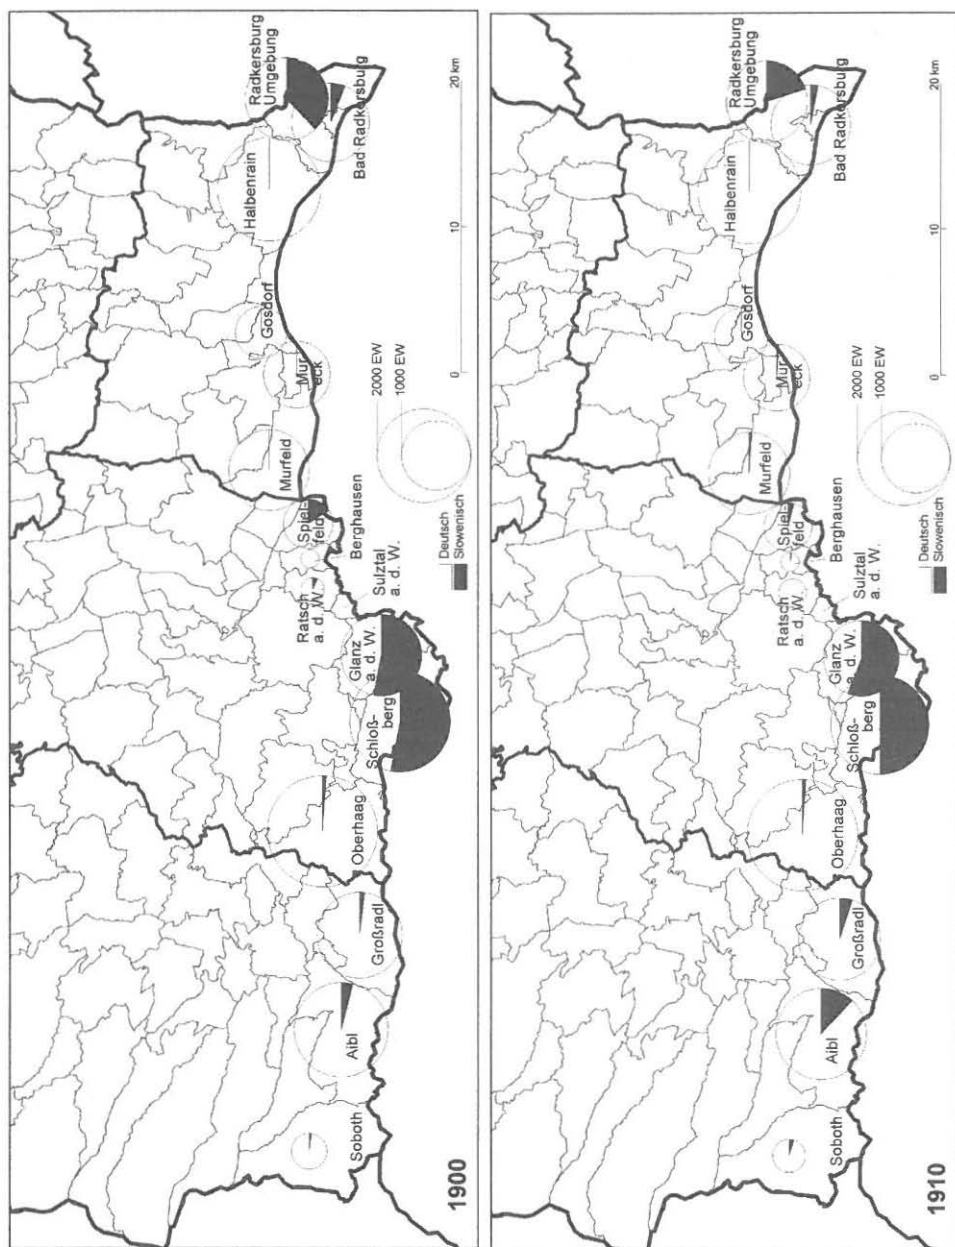 1900
Soboth
Aibl
Großradl
Oberhaag
Schloß-
berg
Glanz
a. d. W.
Sulztal
a. d. W.
Ratsch
a. d. W.
Berghausen
Spiel-
feld
Murfeld
Mur-
eck
Gosdorf
Halbenrain
Radkersburg
Umgebung
Bad Radkersburg
Deutsch
Slowenisch
2000 EW
1000 EW
0
10
20 km
1910
Soboth
Aibl
Großradl
Oberhaag
Schloß-
berg
Glanz
a. d. W.
Sulztal
a. d. W.
Ratsch
a. d. W.
Berghausen
Spiel-
feld
Murfeld
Mur-
eck
Gosdorf
Halbenrain
Radkersburg
Umgebung
Bad Radkersburg
Deutsch
Slowenisch
2000 EW
1000 EW
0
10
20 km